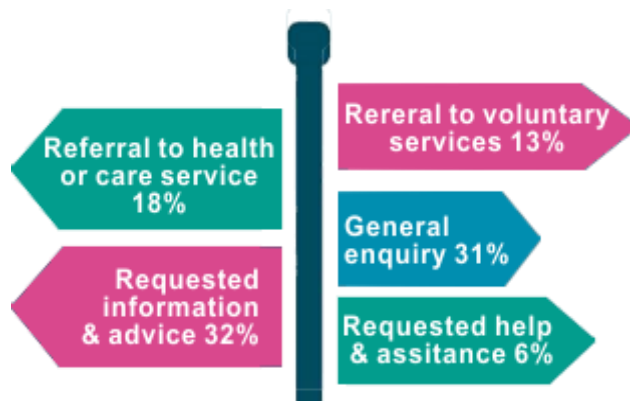 Referral to health
or care service
18%
Requested
information
& advice 32%
Rereral to voluntary
services 13%
General
enquiry 31%
Requested help
& assitance 6%